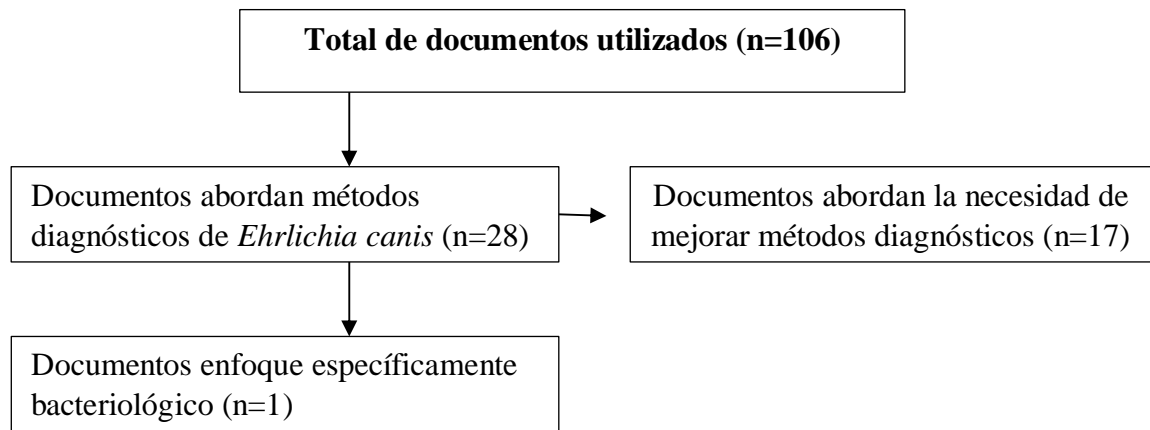 Total de documentos utilizados (n=106)
Documentos abordan métodos
diagnósticos de Ehrlichia canis (n=28)
Documentos abordan la necesidad de
mejorar métodos diagnósticos (n=17)
Documentos enfoque específicamente
bacteriológico (n=1)